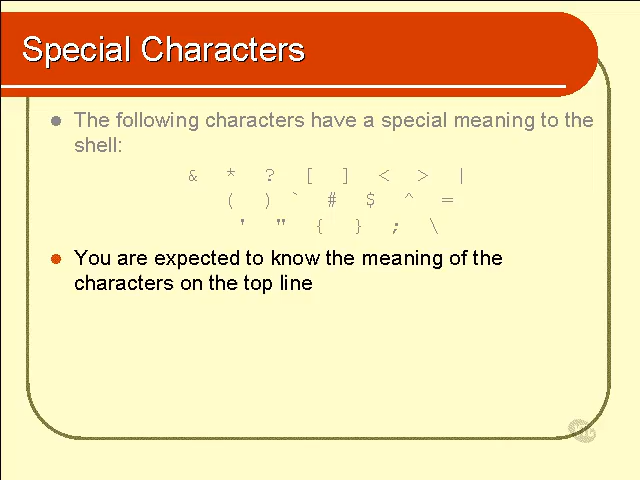 Special Characters
The following characters have a special meaning to the
shell:
& * ? [ ] < > |
( ) ` # $ ^ =
' " { } ; \
You are expected to know the meaning of the
characters on the top line